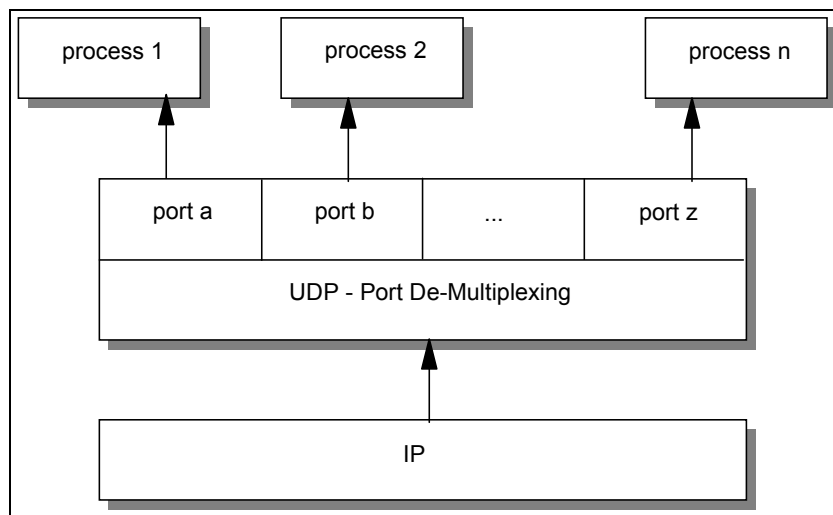 process 1
process 2
process n
port a
port b
...
port z
UDP - Port De-Multiplexing
IP